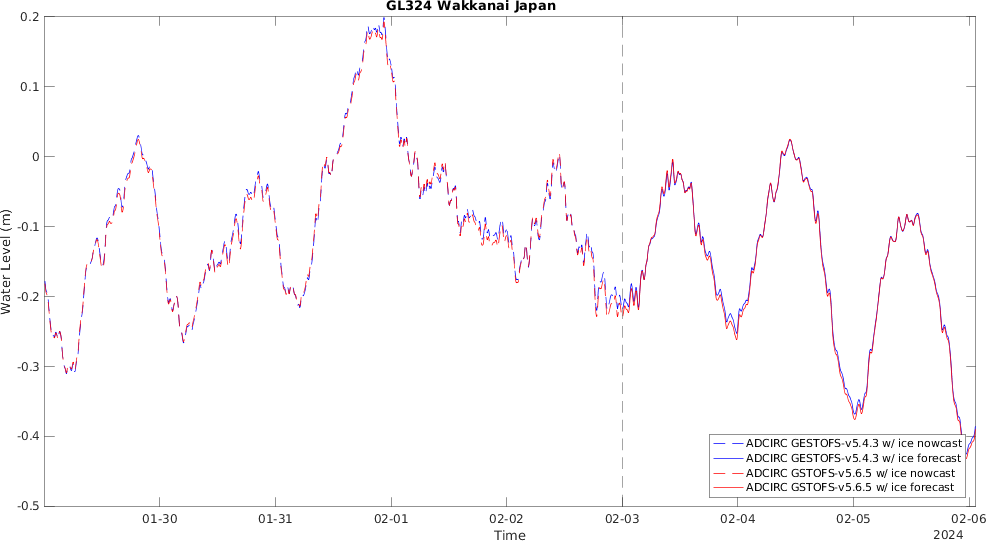 GL324 Wakkanai Japan
0.2
0.1
0
-0.1
-0.2
-0.3
-0.4
-0.5
Water Level (m)
01-30
01-31
02-01
02-02
02-03
02-04
02-05
02-06
Time
2024
ADCIRC GESTOFS-v5.4.3 w/ ice nowcast
ADCIRC GESTOFS-v5.4.3 w/ ice forecast
ADCIRC GSTOFS-v5.6.5 w/ ice nowcast
ADCIRC GSTOFS-v5.6.5 w/ ice forecast